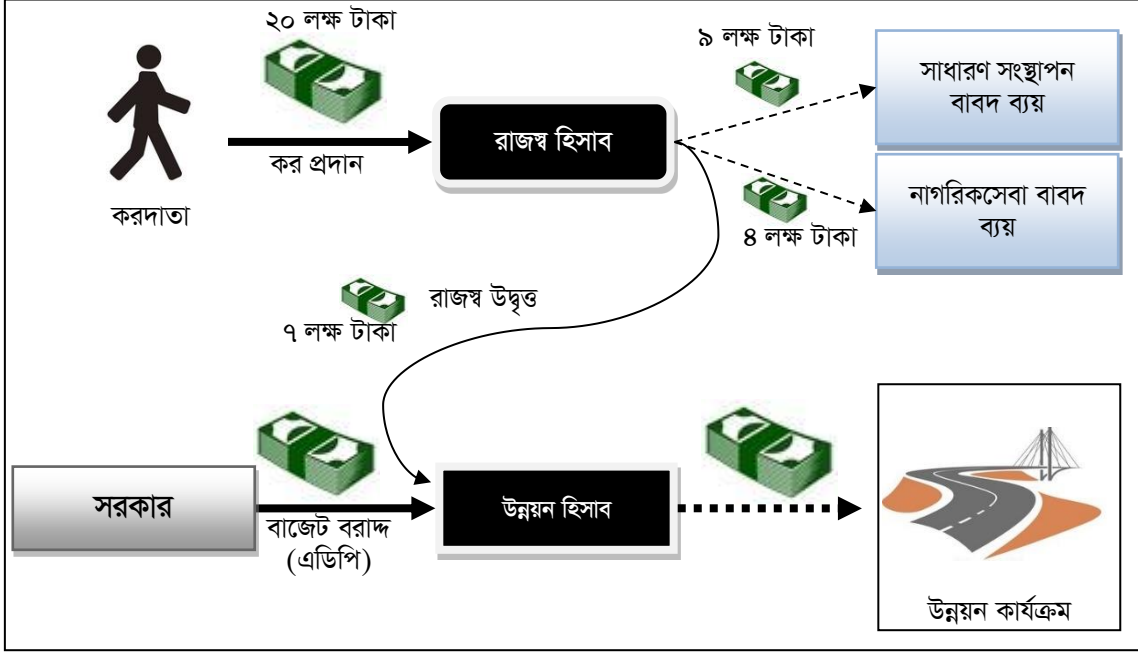 ২০ লক্ষ টাকা
৯ লক্ষ টাকা
সাধারণ সংস্থাপন
বাবদ ব্যয়
রাজস্ব হিসাব
কর প্রদান
করদাতা
নাগরিকসেবা বাবদ
ব্যয়
৪ লক্ষ টাকা
রাজস্ব উদ্বৃত্ত
৭ লক্ষ টাকা
সরকার
বাজেট বরাদ্দ
(এডিপি)
উন্নয়ন হিসাব
উন্নয়ন কার্যক্রম